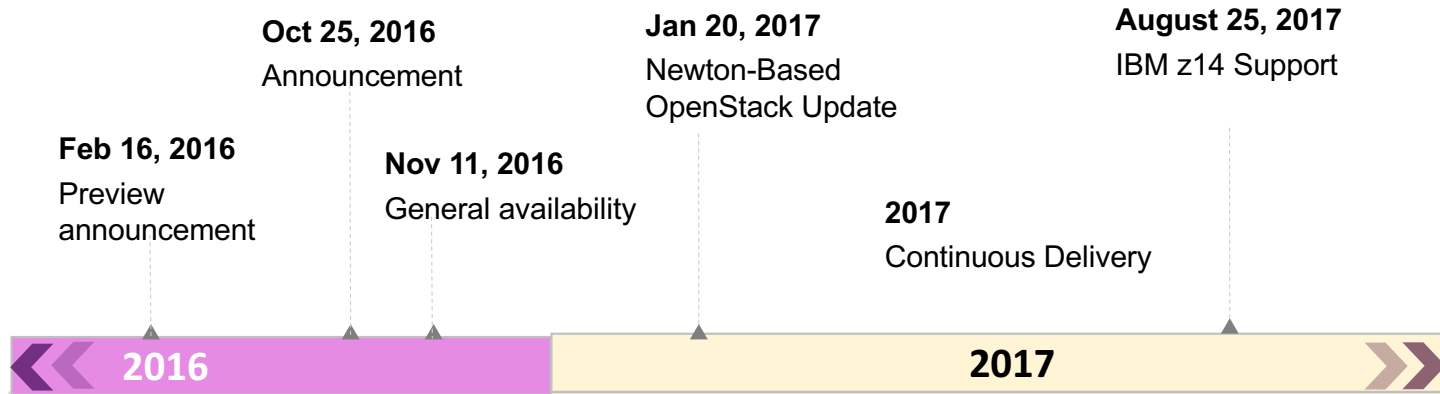 Oct 25, 2016
Announcement
Jan 20, 2017
Newton-Based
OpenStack Update
August 25, 2017
IBM z14 Support
Feb 16, 2016
Preview
announcement
Nov 11, 2016
General availability
2017
Continuous Delivery
2016
2017